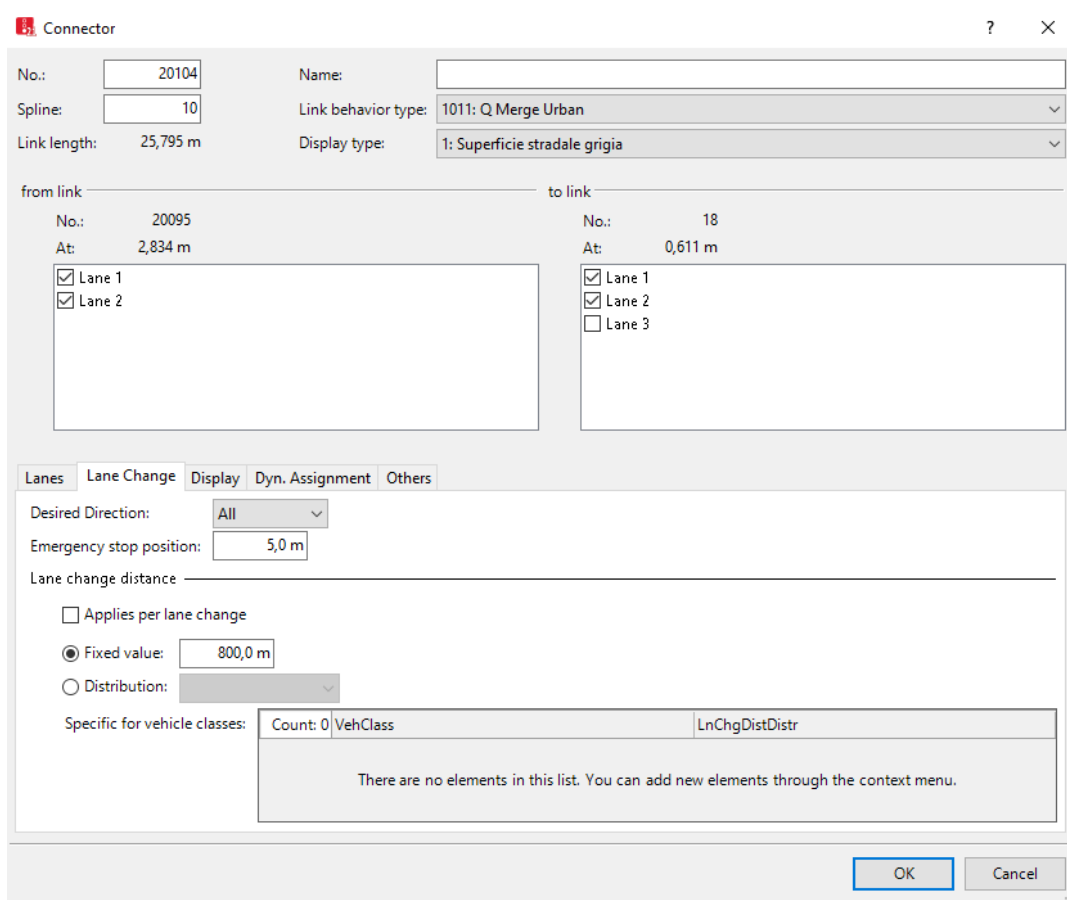 Connector ?
No.: 20104 Name:
Spline: 10 Link behavior type: 1011: Q Merge Urban
Link length: 25,795 m Display type: 1: Superficie stradale grigia
from link to link
No.: 20095 No.: 18
At: 2,834 m At: 0,611 m
Lane 1 Lane 1
Lane 2 Lane 2
Lane 3
Lanes Lane Change Display Dyn. Assignment Others
Desired Direction: All
Emergency stop position: 5,0 m
Lane change distance
Applies per lane change
Fixed value: 800,0 m
Distribution:
Specific for vehicle classes: Count: 0 VehClass LnChgDistDistr
There are no elements in this list. You can add new elements through the context menu.
OK Cancel